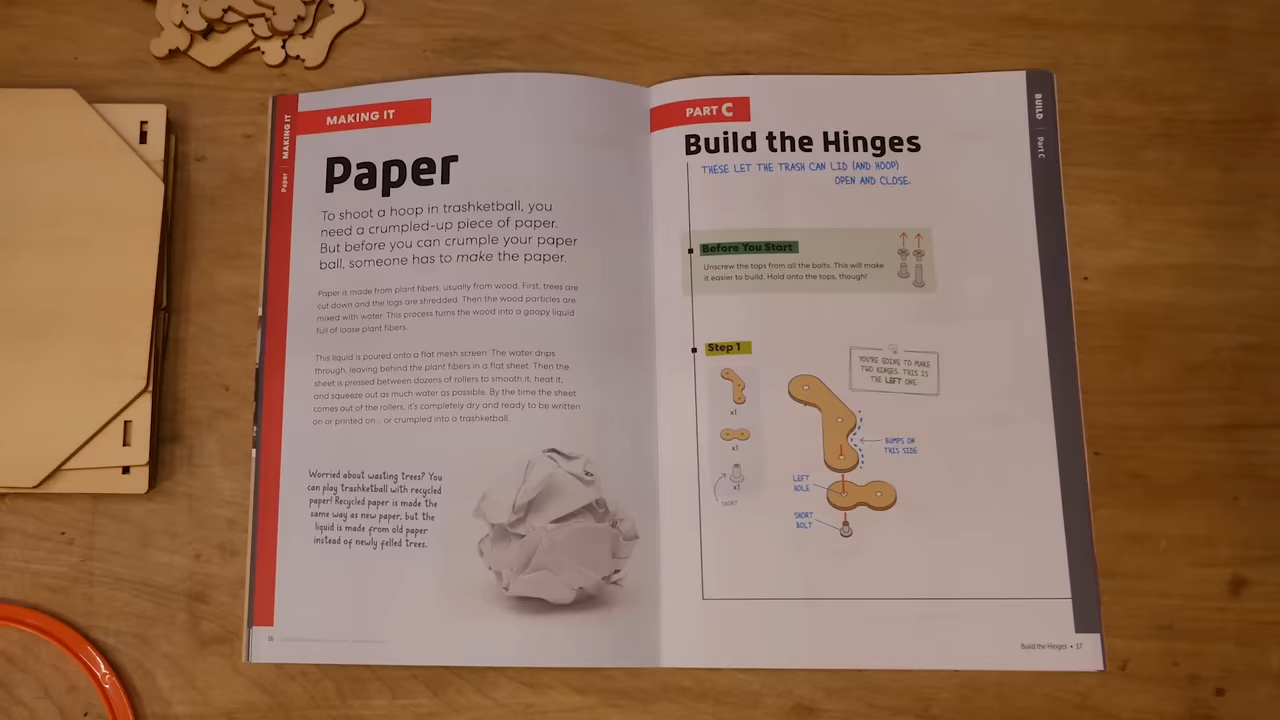 Paper | MAKING IT
MAKING IT
Paper
To shoot a hoop in trashketball, you
need a crumpled-up piece of paper.
But before you can crumple your paper
ball, someone has to make the paper.
Paper is made from plant fibers, usually from wood. First, trees are
cut down and the logs are shredded. Then the wood particles are
mixed with water. This process turns the wood into a goopy liquid
full of loose plant fibers.
This liquid is poured onto a flat mesh screen. The water drips
through, leaving behind the plant fibers in a flat sheet. Then the
sheet is pressed between dozens of rollers to smooth it, heat it,
and squeeze out as much water as possible. By the time the sheet
comes out of the rollers, it's completely dry and ready to be written
on or printed on... or crumpled into a trashketball.
Worried about wasting trees? You
can play trashketball with recycled
paper! Recycled paper is made the
same way as new paper, but the
liquid is made from old paper
instead of newly felled trees.
16
PART C
Build the Hinges
THESE LET THE TRASH CAN LID (AND HOOP)
OPEN AND CLOSE.
Before You Start
Unscrew the tops from all the bolts. This will make
it easier to build. Hold onto the tops, though!
Step 1
x1
x1
x1
SHORT
YOU'RE GOING TO MAKE
TWO HINGES. THIS IS
THE LEFT ONE.
BUMPS ON
THIS SIDE
LEFT
HOLE
SHORT
BOLT
Build the Hinges • 17
BUILD | Part C